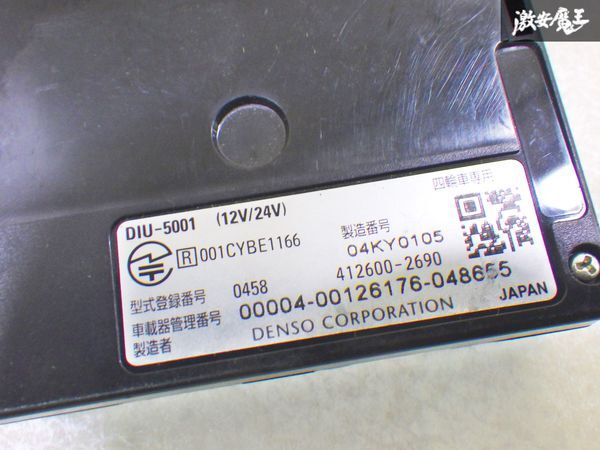 激安魔王
四輪車専用
DIU-5001 (12V/24V)
R 001CYBE1166
製造番号 04KY0105
型式登録番号 0458 412600-2690
車載器管理番号 00004-00126176-048655
製造者 DENSO CORPORATION JAPAN